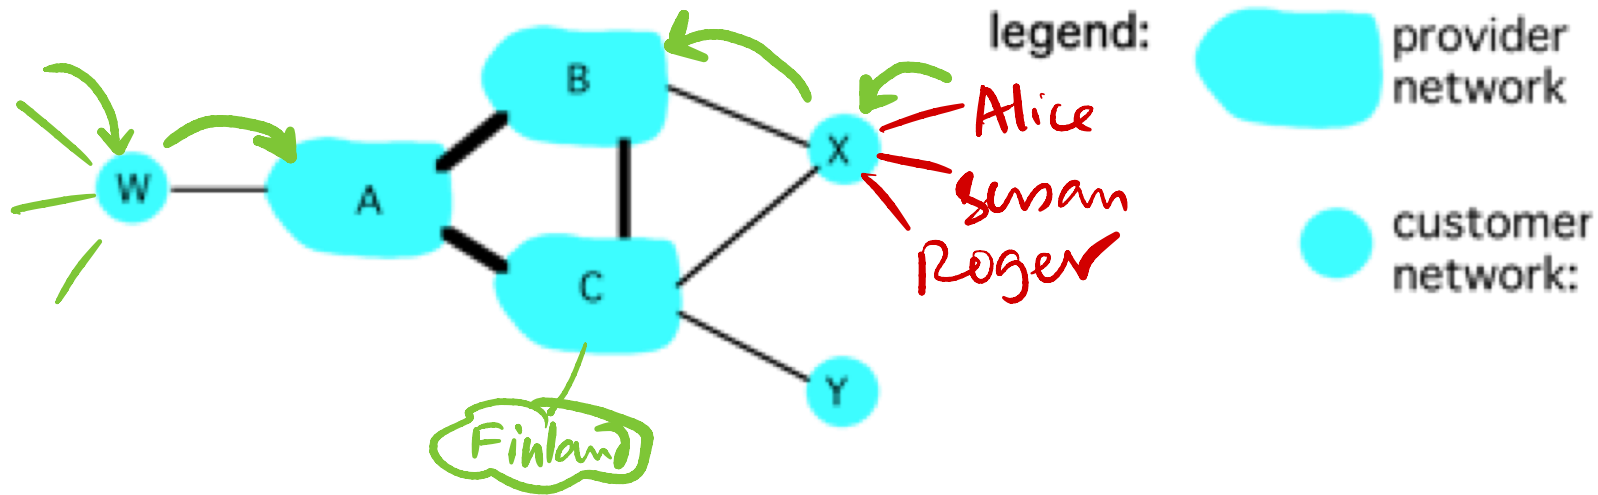 legend:
provider
network
B
Alice
X
W
A
Susan
customer
network:
Roger
C
Y
Finland